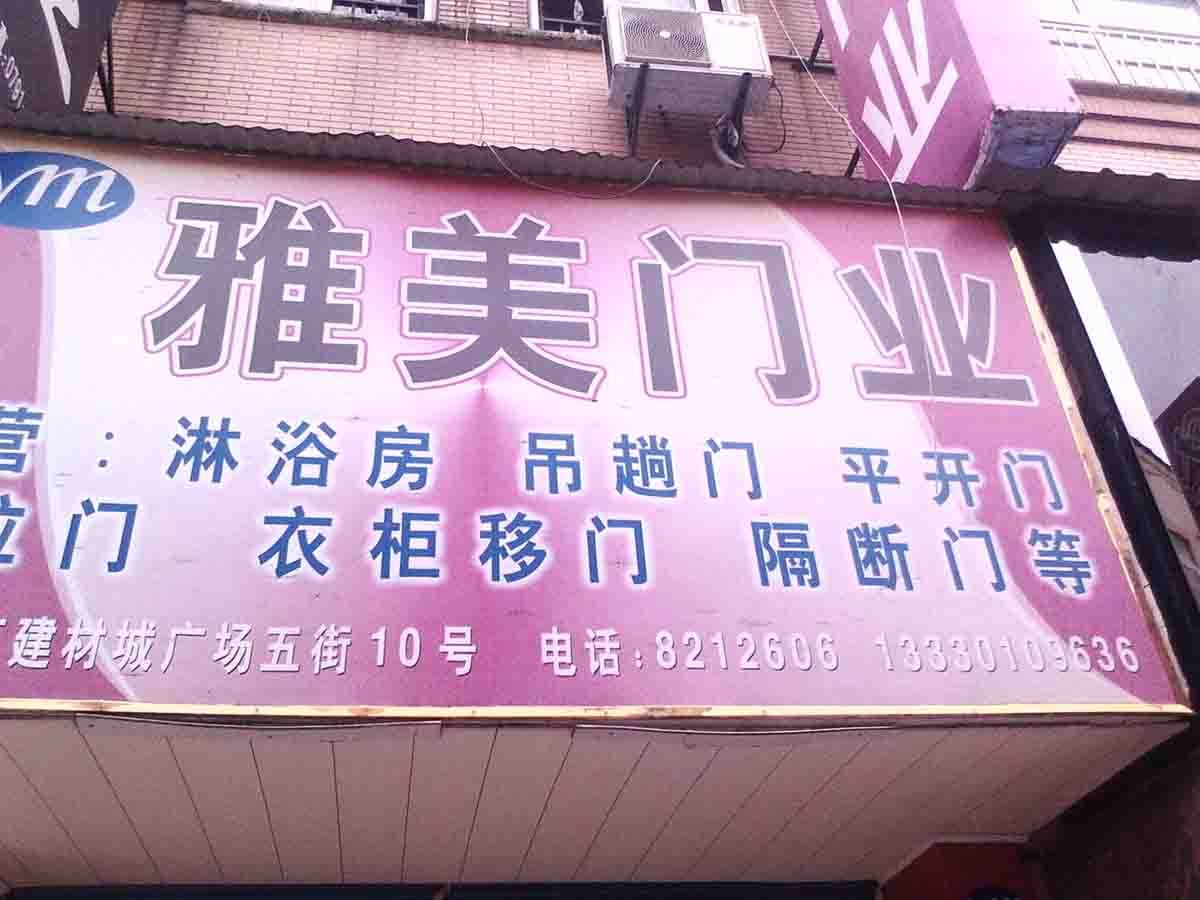 ym
雅美门业
营：淋浴房 吊趟门 平开门
门 衣柜移门 隔断门等
建材城广场五街10号 电话：8212606 13330109636
业